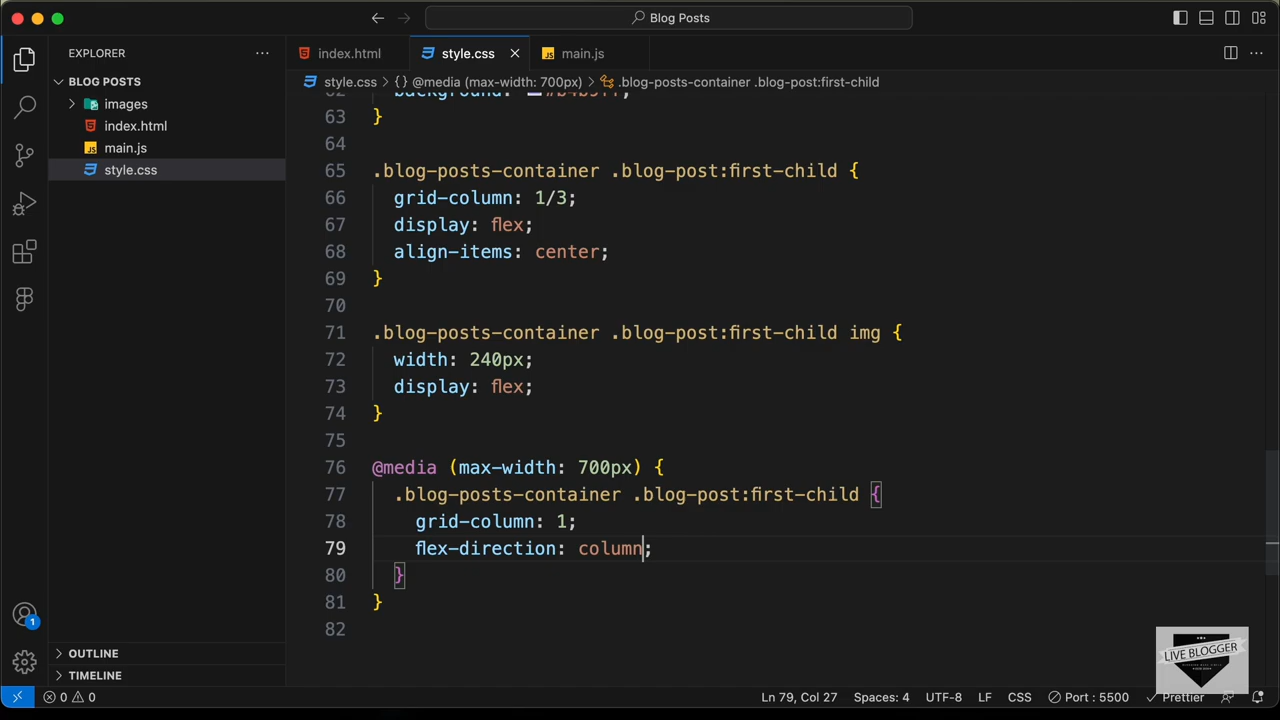 Blog Posts
EXPLORER
index.html
style.css
main.js
BLOG POSTS
style.css > {} @media (max-width: 700px) > .blog-posts-container .blog-post:first-child
images
index.html
main.js
style.css
63 }
64
65 .blog-posts-container .blog-post:first-child {
66 grid-column: 1/3;
67 display: flex;
68 align-items: center;
69 }
70
71 .blog-posts-container .blog-post:first-child img {
72 width: 240px;
73 display: flex;
74 }
75
76 @media (max-width: 700px) {
77 .blog-posts-container .blog-post:first-child {
78 grid-column: 1;
79 flex-direction: column;
80 }
81 }
82
1
OUTLINE
TIMELINE
LIVE BLOGGER
0 0
Ln 79, Col 27
Spaces: 4
UTF-8
LF
CSS
Port : 5500
Prettier